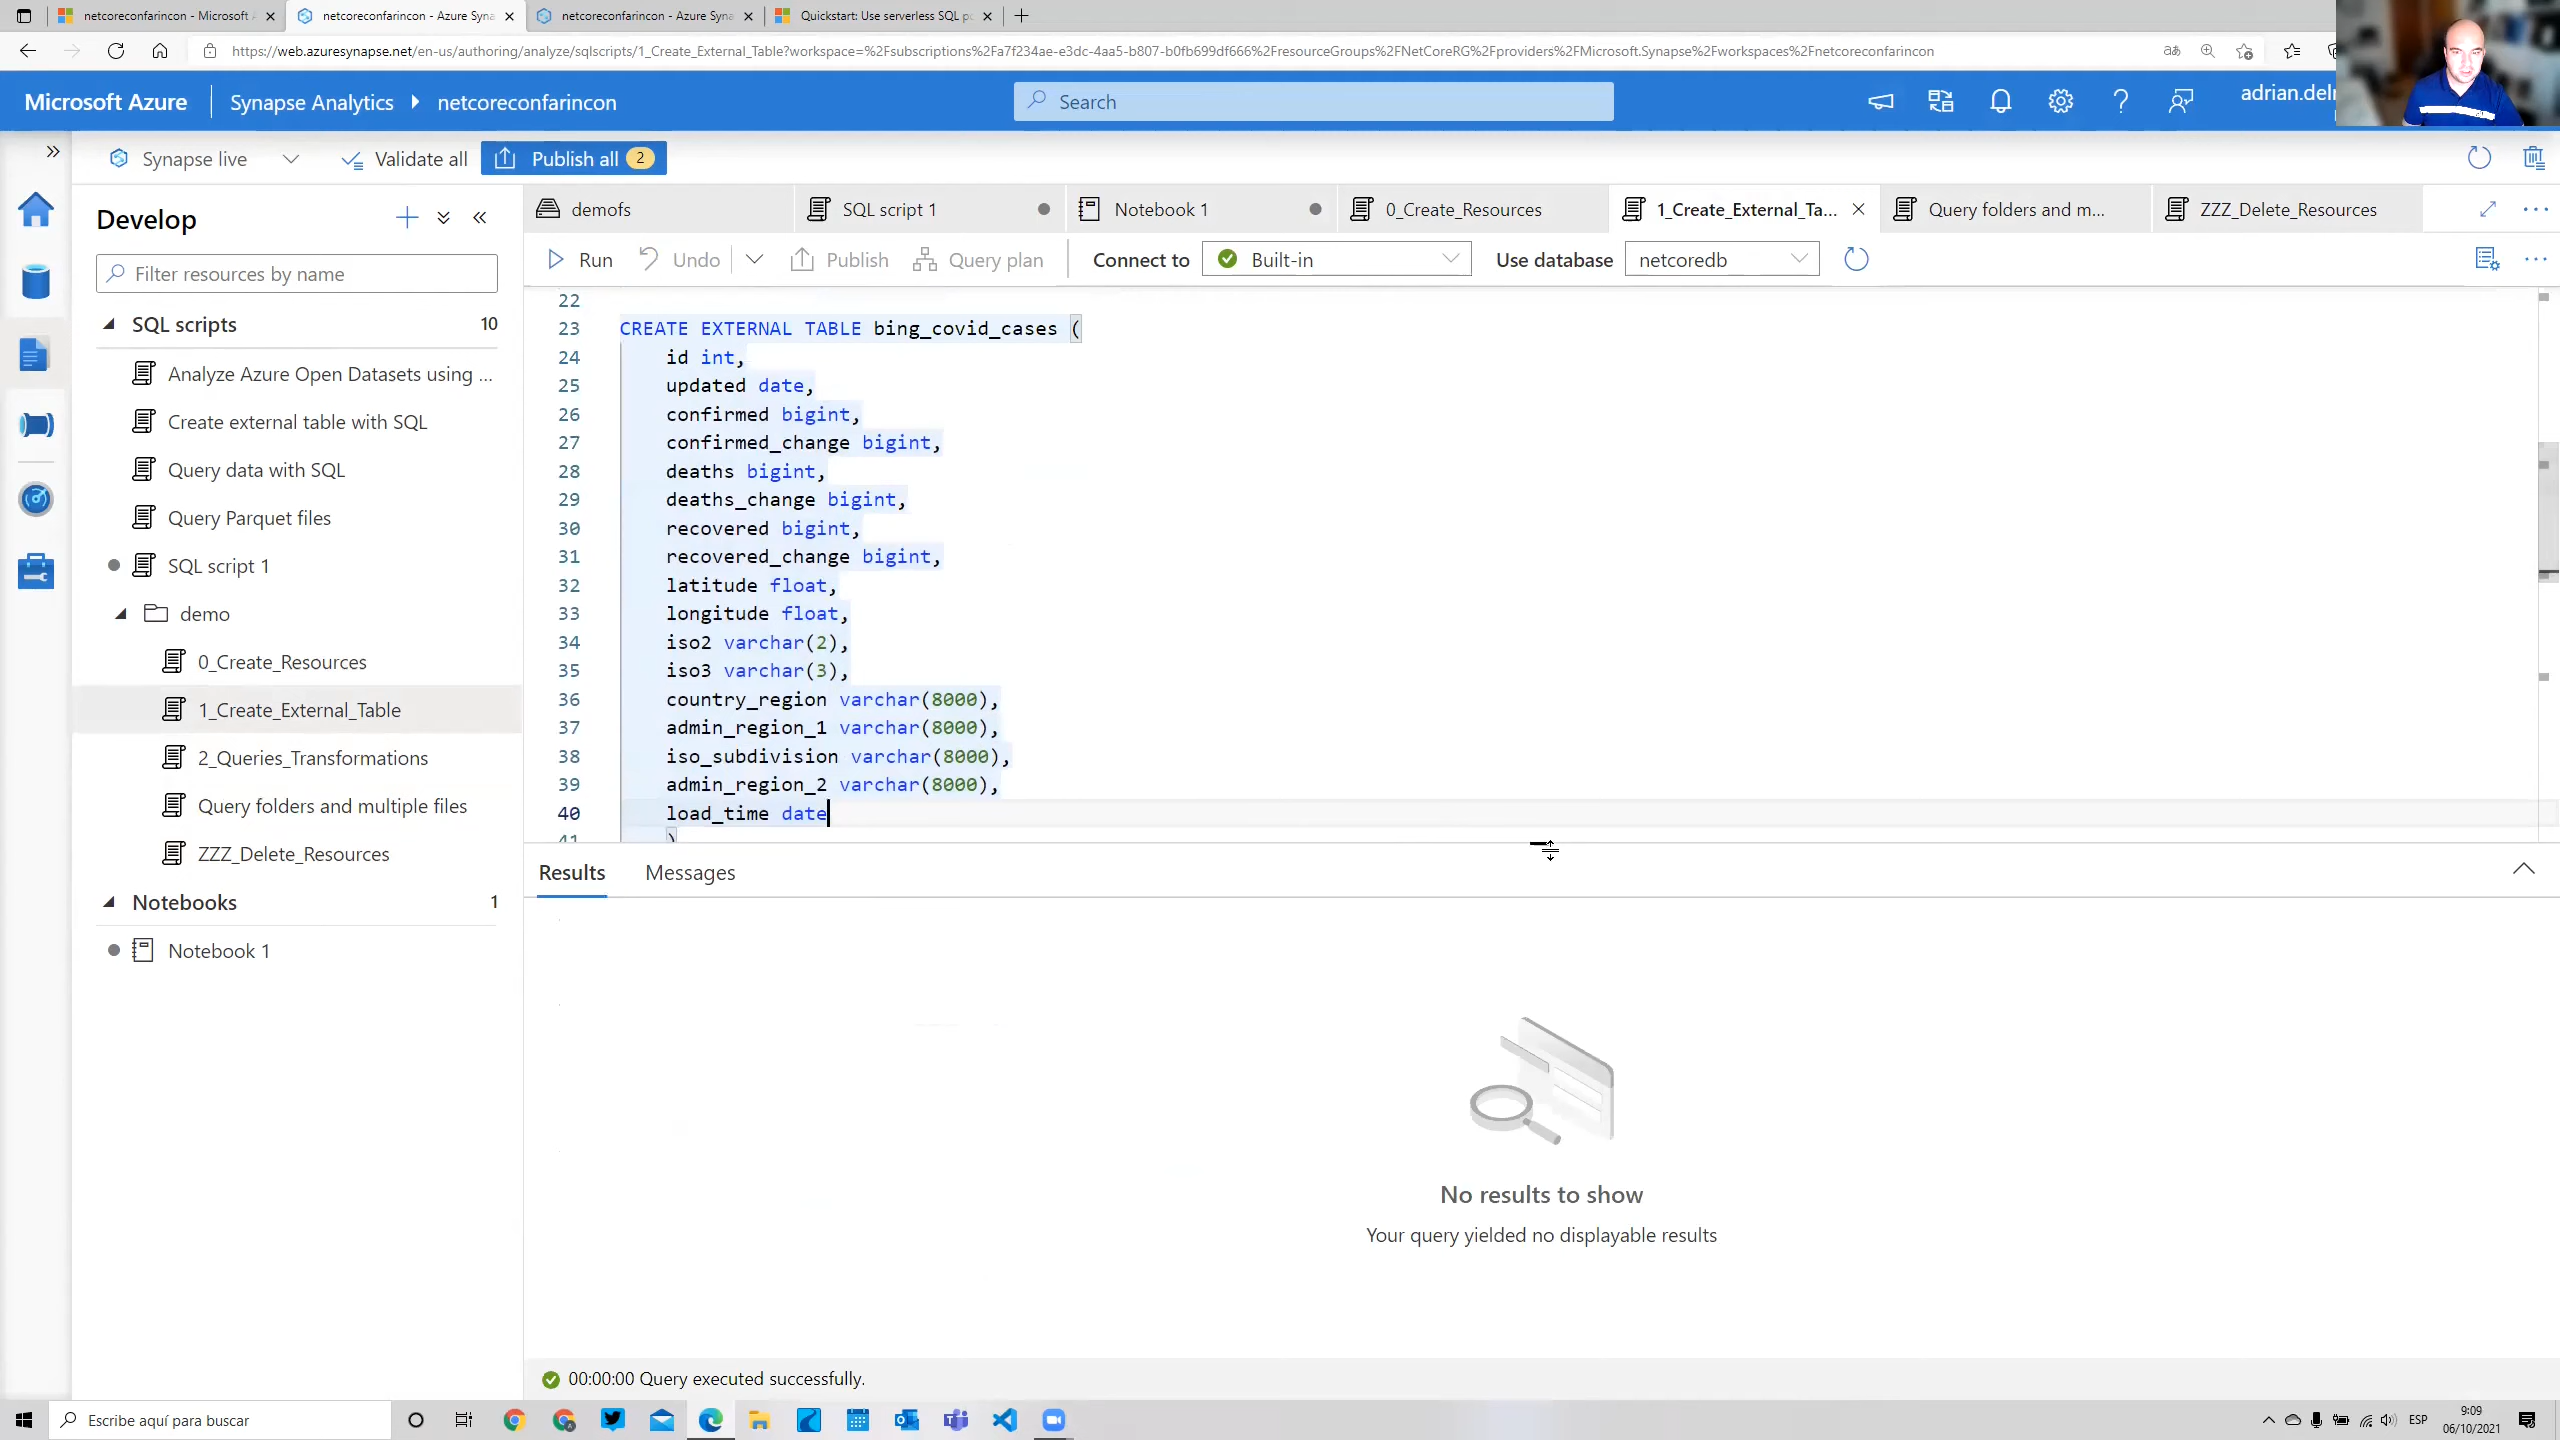 netcoreconfarincon - Microsoft A
netcoreconfarincon - Azure Syna
netcoreconfarincon - Azure Syna
Quickstart: Use serverless SQL po
https://web.azuresynapse.net/en-us/authoring/analyze/sqlscripts/1_Create_External_Table?workspace=%2Fsubscriptions%2Fa7f234ae-e3dc-4aa5-b807-b0fb699df666%2FresourceGroups%2FNetCoreRG%2Fproviders%2FMicrosoft.Synapse%2Fworkspaces%2Fnetcoreconfarincon
Microsoft Azure
Synapse Analytics
netcoreconfarincon
Search
adrian.deln
Synapse live
Validate all
Publish all 2
Develop
Filter resources by name
SQL scripts 10
Analyze Azure Open Datasets using ...
Create external table with SQL
Query data with SQL
Query Parquet files
SQL script 1
demo
0_Create_Resources
1_Create_External_Table
2_Queries_Transformations
Query folders and multiple files
ZZZ_Delete_Resources
Notebooks 1
Notebook 1
demofs
SQL script 1
Notebook 1
0_Create_Resources
1_Create_External_Ta...
Query folders and m...
ZZZ_Delete_Resources
Run
Undo
Publish
Query plan
Connect to
Built-in
Use database
netcoredb
22
23 CREATE EXTERNAL TABLE bing_covid_cases (
24 id int,
25 updated date,
26 confirmed bigint,
27 confirmed_change bigint,
28 deaths bigint,
29 deaths_change bigint,
30 recovered bigint,
31 recovered_change bigint,
32 latitude float,
33 longitude float,
34 iso2 varchar(2),
35 iso3 varchar(3),
36 country_region varchar(8000),
37 admin_region_1 varchar(8000),
38 iso_subdivision varchar(8000),
39 admin_region_2 varchar(8000),
40 load_time date
41 )
Results
Messages
No results to show
Your query yielded no displayable results
00:00:00 Query executed successfully.
Escribe aquí para buscar
ESP
9:09
06/10/2021